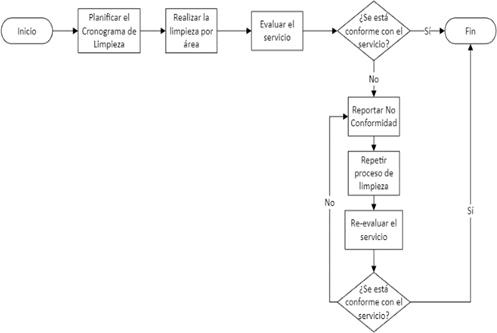 Inicio
Planificar el
Cronograma de
Limpieza
Realizar la
limpieza por
área
Evaluar el
servicio
¿Se está
conforme con el
servicio?
Sí
Fin
No
Reportar No
Conformidad
Repetir
proceso de
limpieza
No
Sí
Re-evaluar el
servicio
¿Se está
conforme con el
servicio?